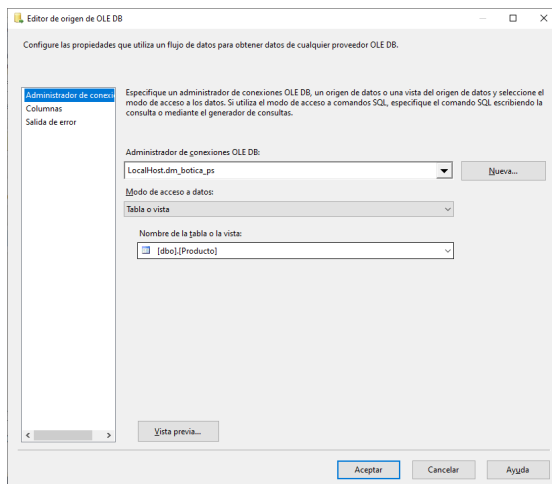 Editor de origen de OLE DB
Configure las propiedades que utiliza un flujo de datos para obtener datos de cualquier proveedor OLE DB.
Administrador de conexi
Columnas
Salida de error
Especifique un administrador de conexiones OLE DB, un origen de datos o una vista del origen de datos y seleccione el
modo de acceso a los datos. Si utiliza el modo de acceso a comandos SQL, especifique el comando SQL escribiendo la
consulta o mediante el generador de consultas.
Administrador de conexiones OLE DB:
LocalHost.dm_botica_ps
Nueva...
Modo de acceso a datos:
Tabla o vista
Nombre de la tabla o la vista:
[dbo].[Producto]
Vista previa...
Aceptar
Cancelar
Ayuda